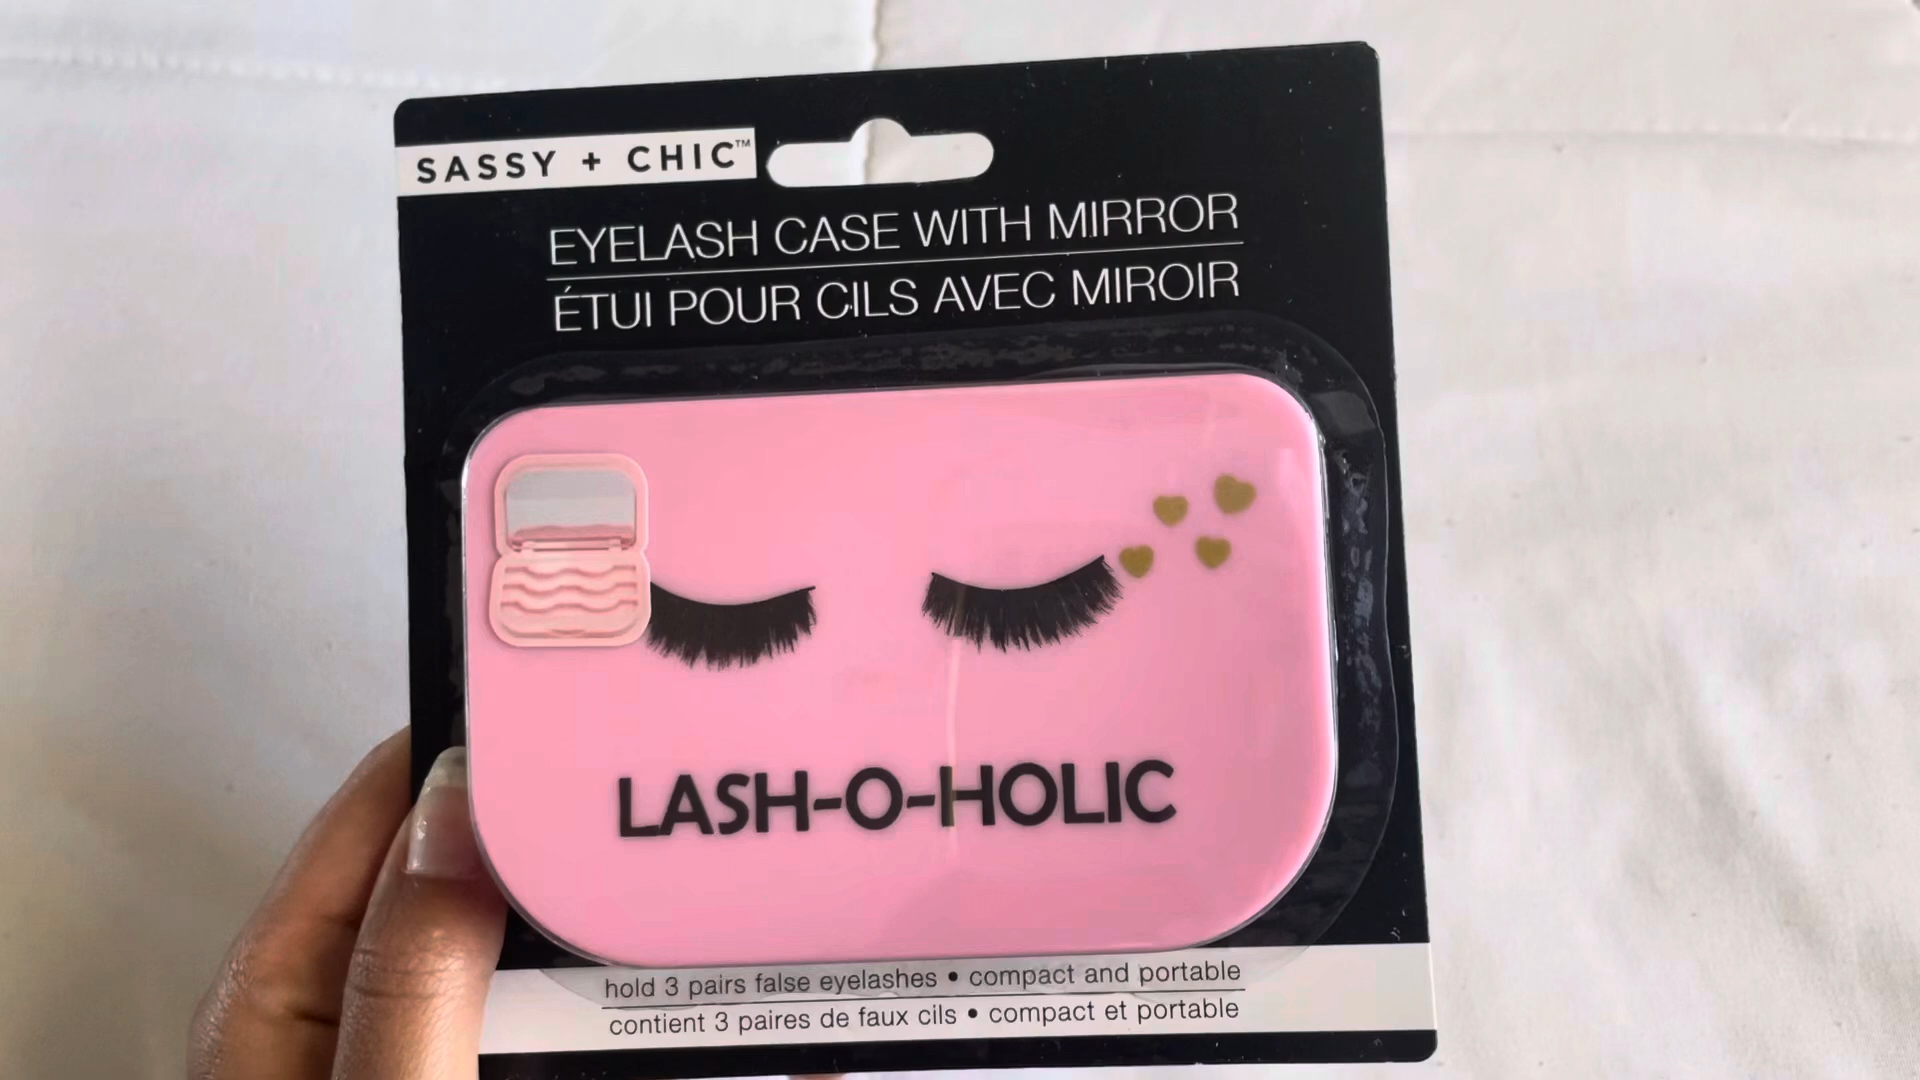 SASSY + CHIC™
EYELASH CASE WITH MIRROR
ÉTUI POUR CILS AVEC MIROIR
LASH-O-HOLIC
hold 3 pairs false eyelashes • compact and portable
contient 3 paires de faux cils • compact et portable